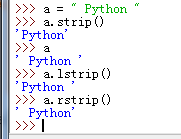 >>> a = " Python "
>>> a.strip()
'Python'
>>> a
' Python '
>>> a.lstrip()
'Python '
>>> a.rstrip()
' Python'
>>>